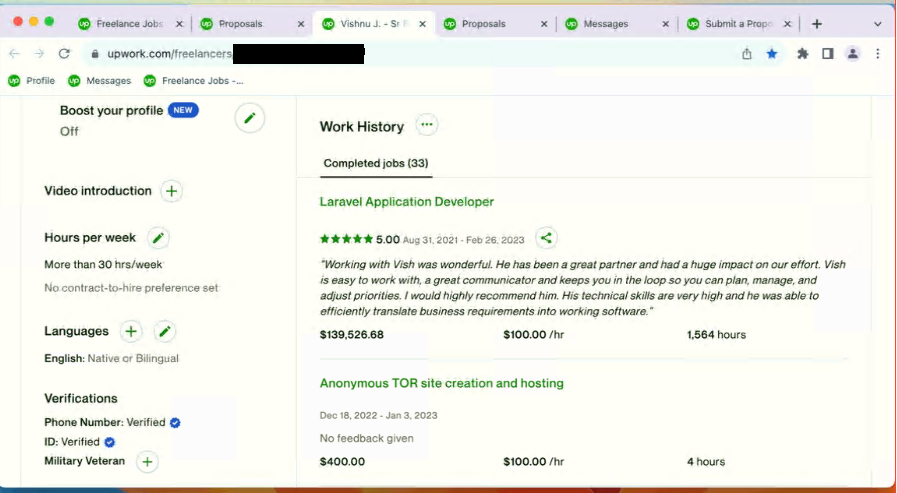 Freelance Jobs
Proposals
Vishnu J. - Sr F
Proposals
Messages
Submit a Propo
upwork.com/freelancers
Profile
Messages
Freelance Jobs -...
Boost your profile NEW
Off
Video introduction
Hours per week
More than 30 hrs/week
No contract-to-hire preference set
Languages
English: Native or Bilingual
Verifications
Phone Number: Verified
ID: Verified
Military Veteran
Work History
Completed jobs (33)
Laravel Application Developer
5.00 Aug 31, 2021 - Feb 26, 2023
"Working with Vish was wonderful. He has been a great partner and had a huge impact on our effort. Vish
is easy to work with, a great communicator and keeps you in the loop so you can plan, manage, and
adjust priorities. I would highly recommend him. His technical skills are very high and he was able to
efficiently translate business requirements into working software."
$139,526.68 $100.00 /hr 1,564 hours
Anonymous TOR site creation and hosting
Dec 18, 2022 - Jan 3, 2023
No feedback given
$400.00 $100.00 /hr 4 hours